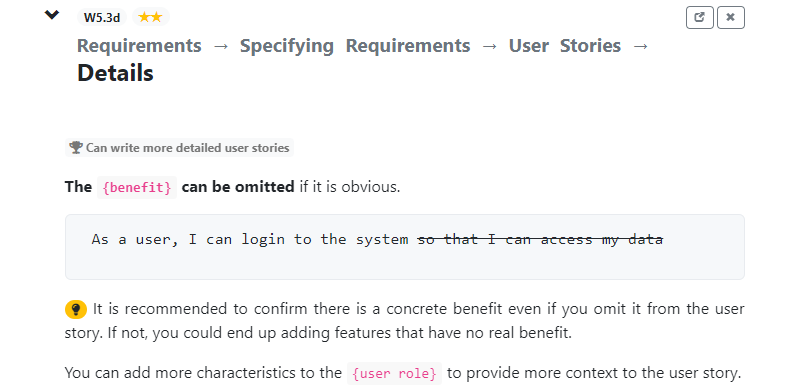 W5.3d
Requirements → Specifying Requirements → User Stories →
Details
Can write more detailed user stories
The {benefit} can be omitted if it is obvious.
As a user, I can login to the system so that I can access my data
It is recommended to confirm there is a concrete benefit even if you omit it from the user
story. If not, you could end up adding features that have no real benefit.
You can add more characteristics to the {user role} to provide more context to the user story.